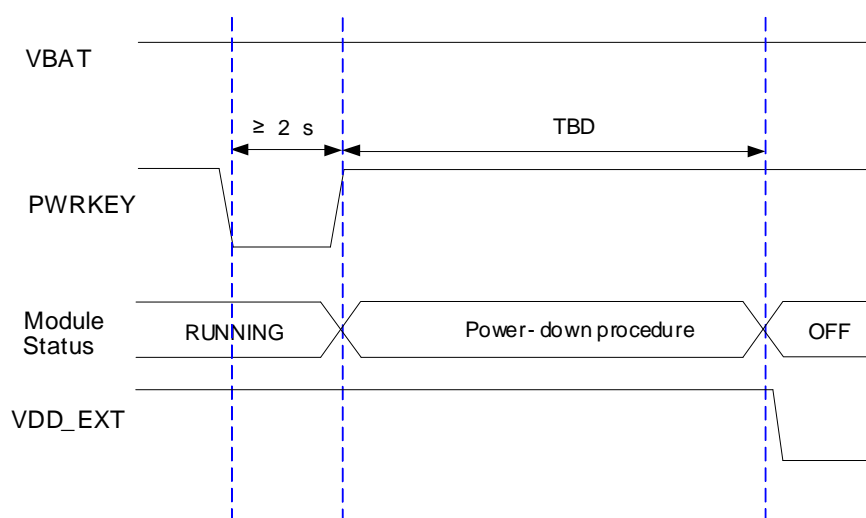 VBAT
≥ 2 s
TBD
PWRKEY
Module
Status
RUNNING
Power-down procedure
OFF
VDD_EXT